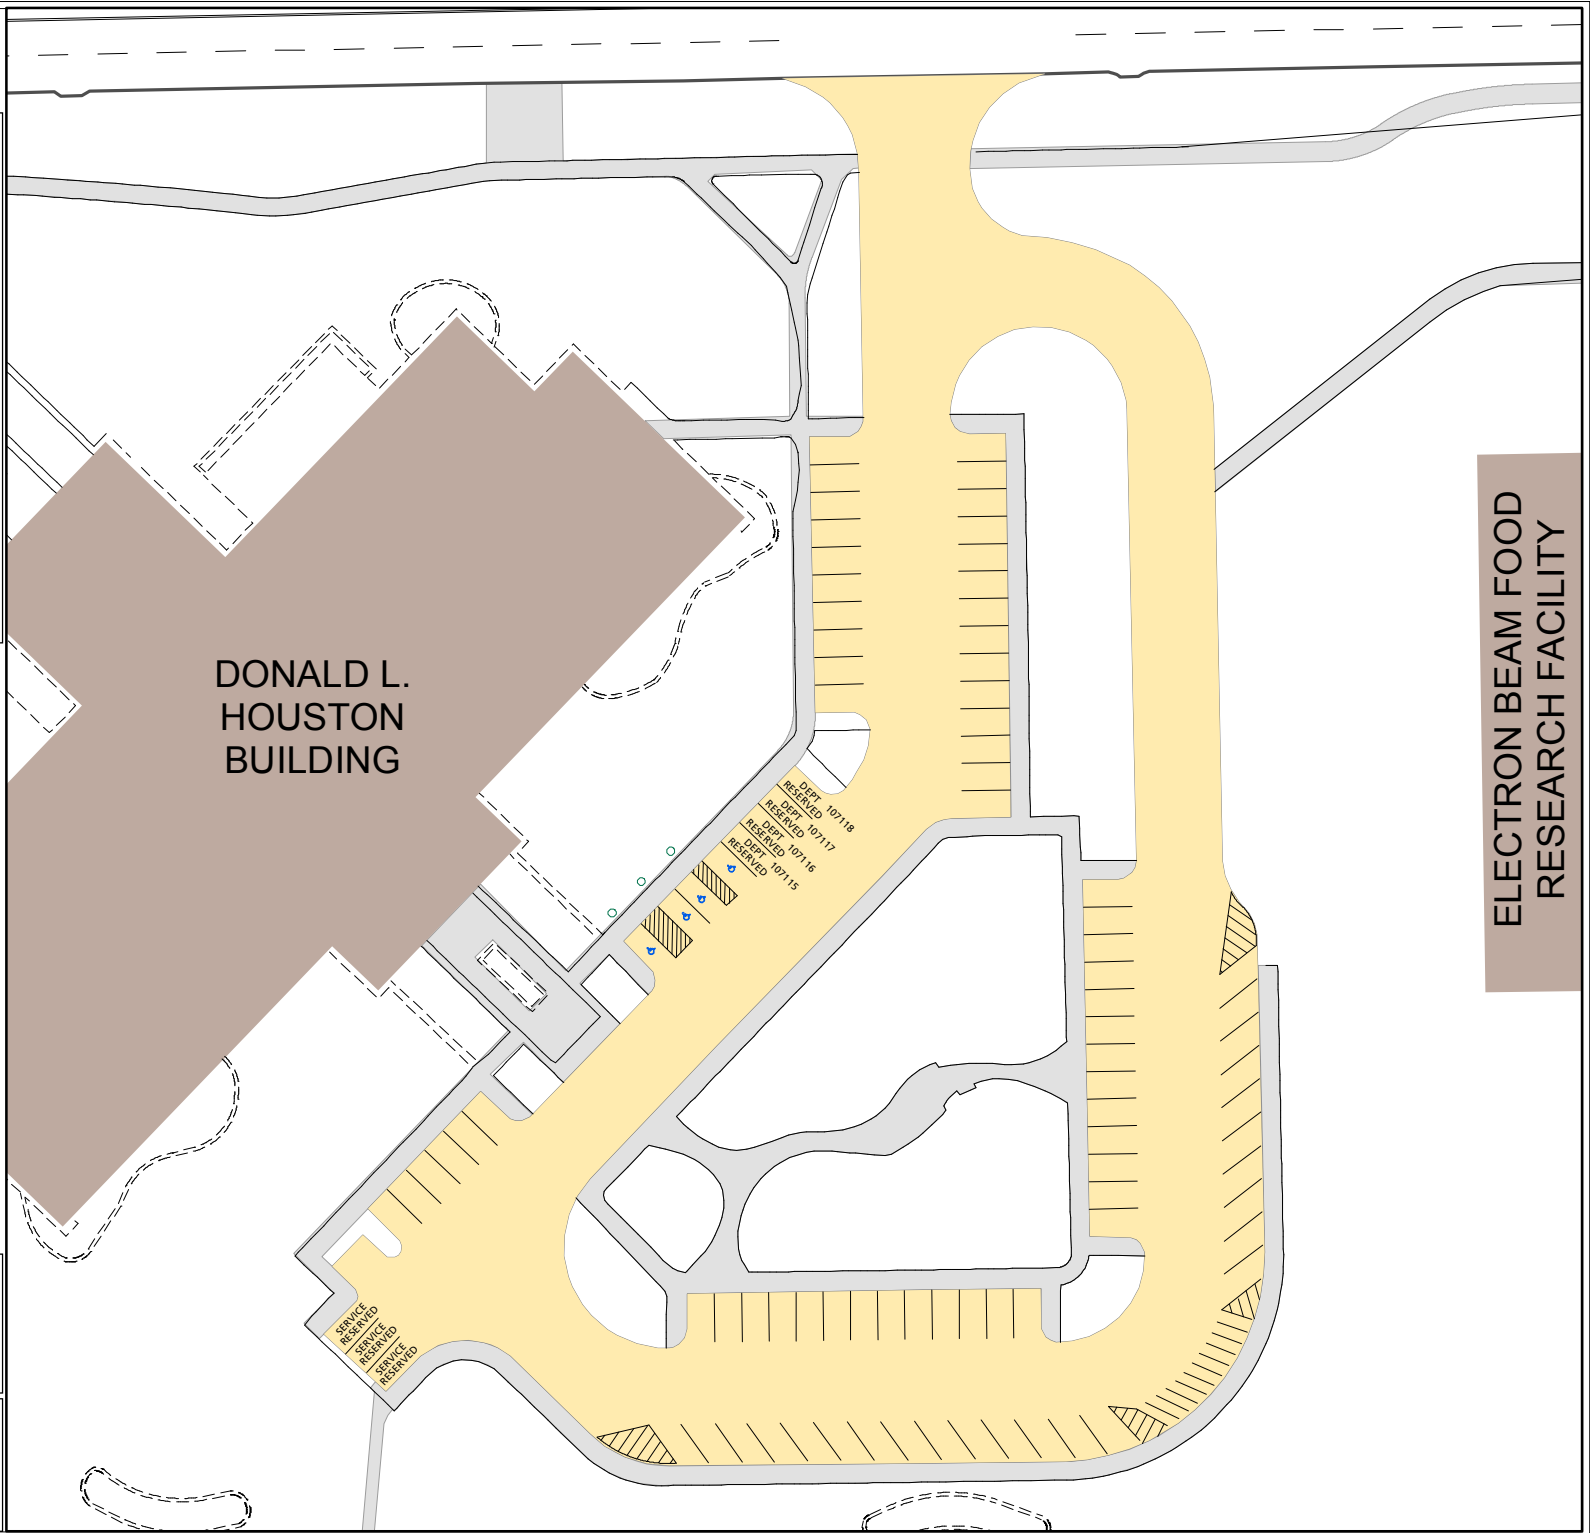 DONALD L.
HOUSTON
BUILDING
ELECTRON BEAM FOOD
RESEARCH FACILITY
DEPT 107118
RESERVED
DEPT 107117
RESERVED
DEPT 107116
RESERVED
DEPT 107115
RESERVED
SERVICE
RESERVED
SERVICE
RESERVED
SERVICE
RESERVED